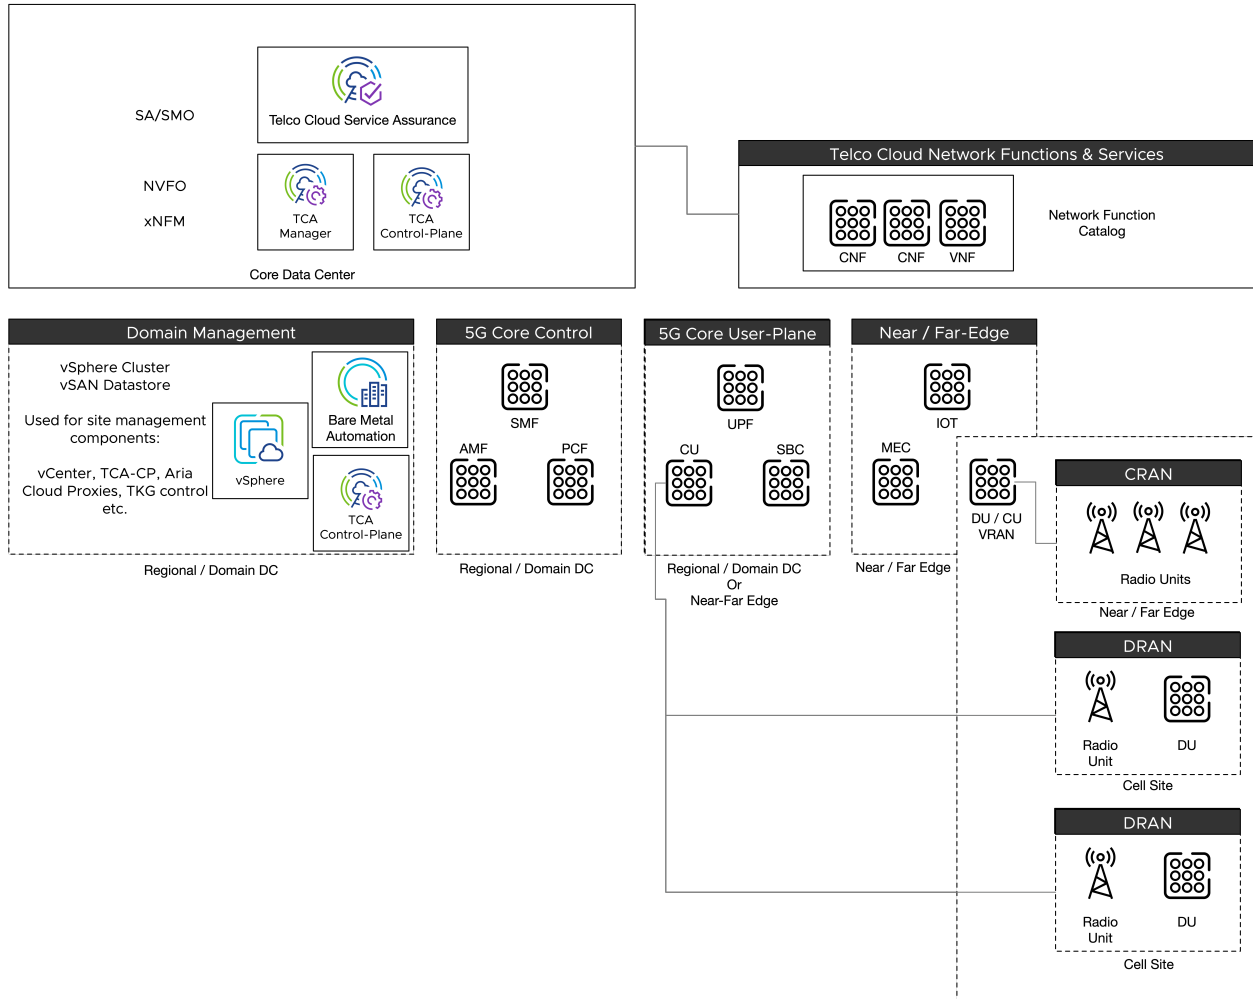 SA/SMO
Telco Cloud Service Assurance
NVFO
xNFM
TCA
Manager
TCA
Control-Plane
Core Data Center
Telco Cloud Network Functions & Services
CNF
CNF
VNF
Network Function
Catalog
Domain Management
vSphere Cluster
vSAN Datastore
Used for site management
components:
vCenter, TCA-CP, Aria
Cloud Proxies, TKG control
etc.
vSphere
Bare Metal
Automation
TCA
Control-Plane
Regional / Domain DC
5G Core Control
SMF
AMF
PCF
Regional / Domain DC
5G Core User-Plane
UPF
CU
SBC
Regional / Domain DC
Or
Near-Far Edge
Near / Far-Edge
IOT
MEC
DU / CU
VRAN
Near / Far Edge
CRAN
Radio Units
Near / Far Edge
DRAN
Radio
Unit
DU
Cell Site
DRAN
Radio
Unit
DU
Cell Site